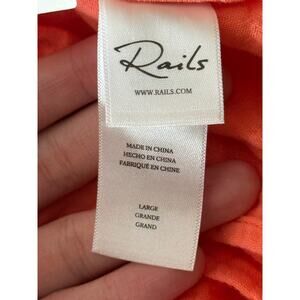 Rails
WWW.RAILS.COM
MADE IN CHINA
HECHO EN CHINA
FABRIQUÉ EN CHINE
LARGE
GRANDE
GRAND